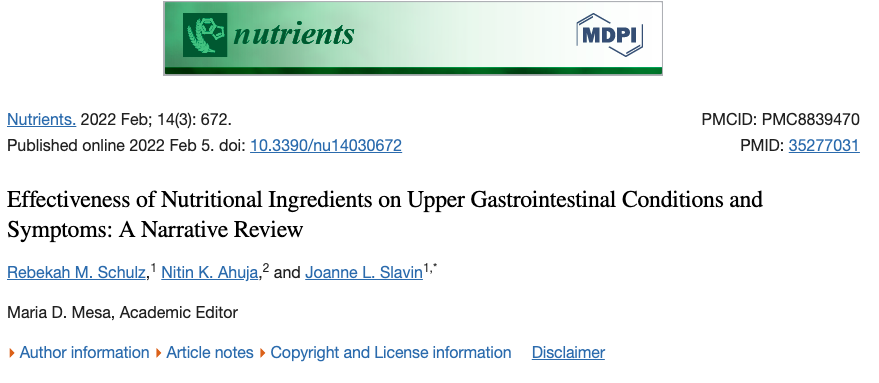 nutrients
MDPI
Nutrients. 2022 Feb; 14(3): 672.
PMCID: PMC8839470
Published online 2022 Feb 5. doi: 10.3390/nu14030672
PMID: 35277031
Effectiveness of Nutritional Ingredients on Upper Gastrointestinal Conditions and
Symptoms: A Narrative Review
Rebekah M. Schulz,1 Nitin K. Ahuja,2 and Joanne L. Slavin1,*
Maria D. Mesa, Academic Editor
Author information Article notes Copyright and License information Disclaimer